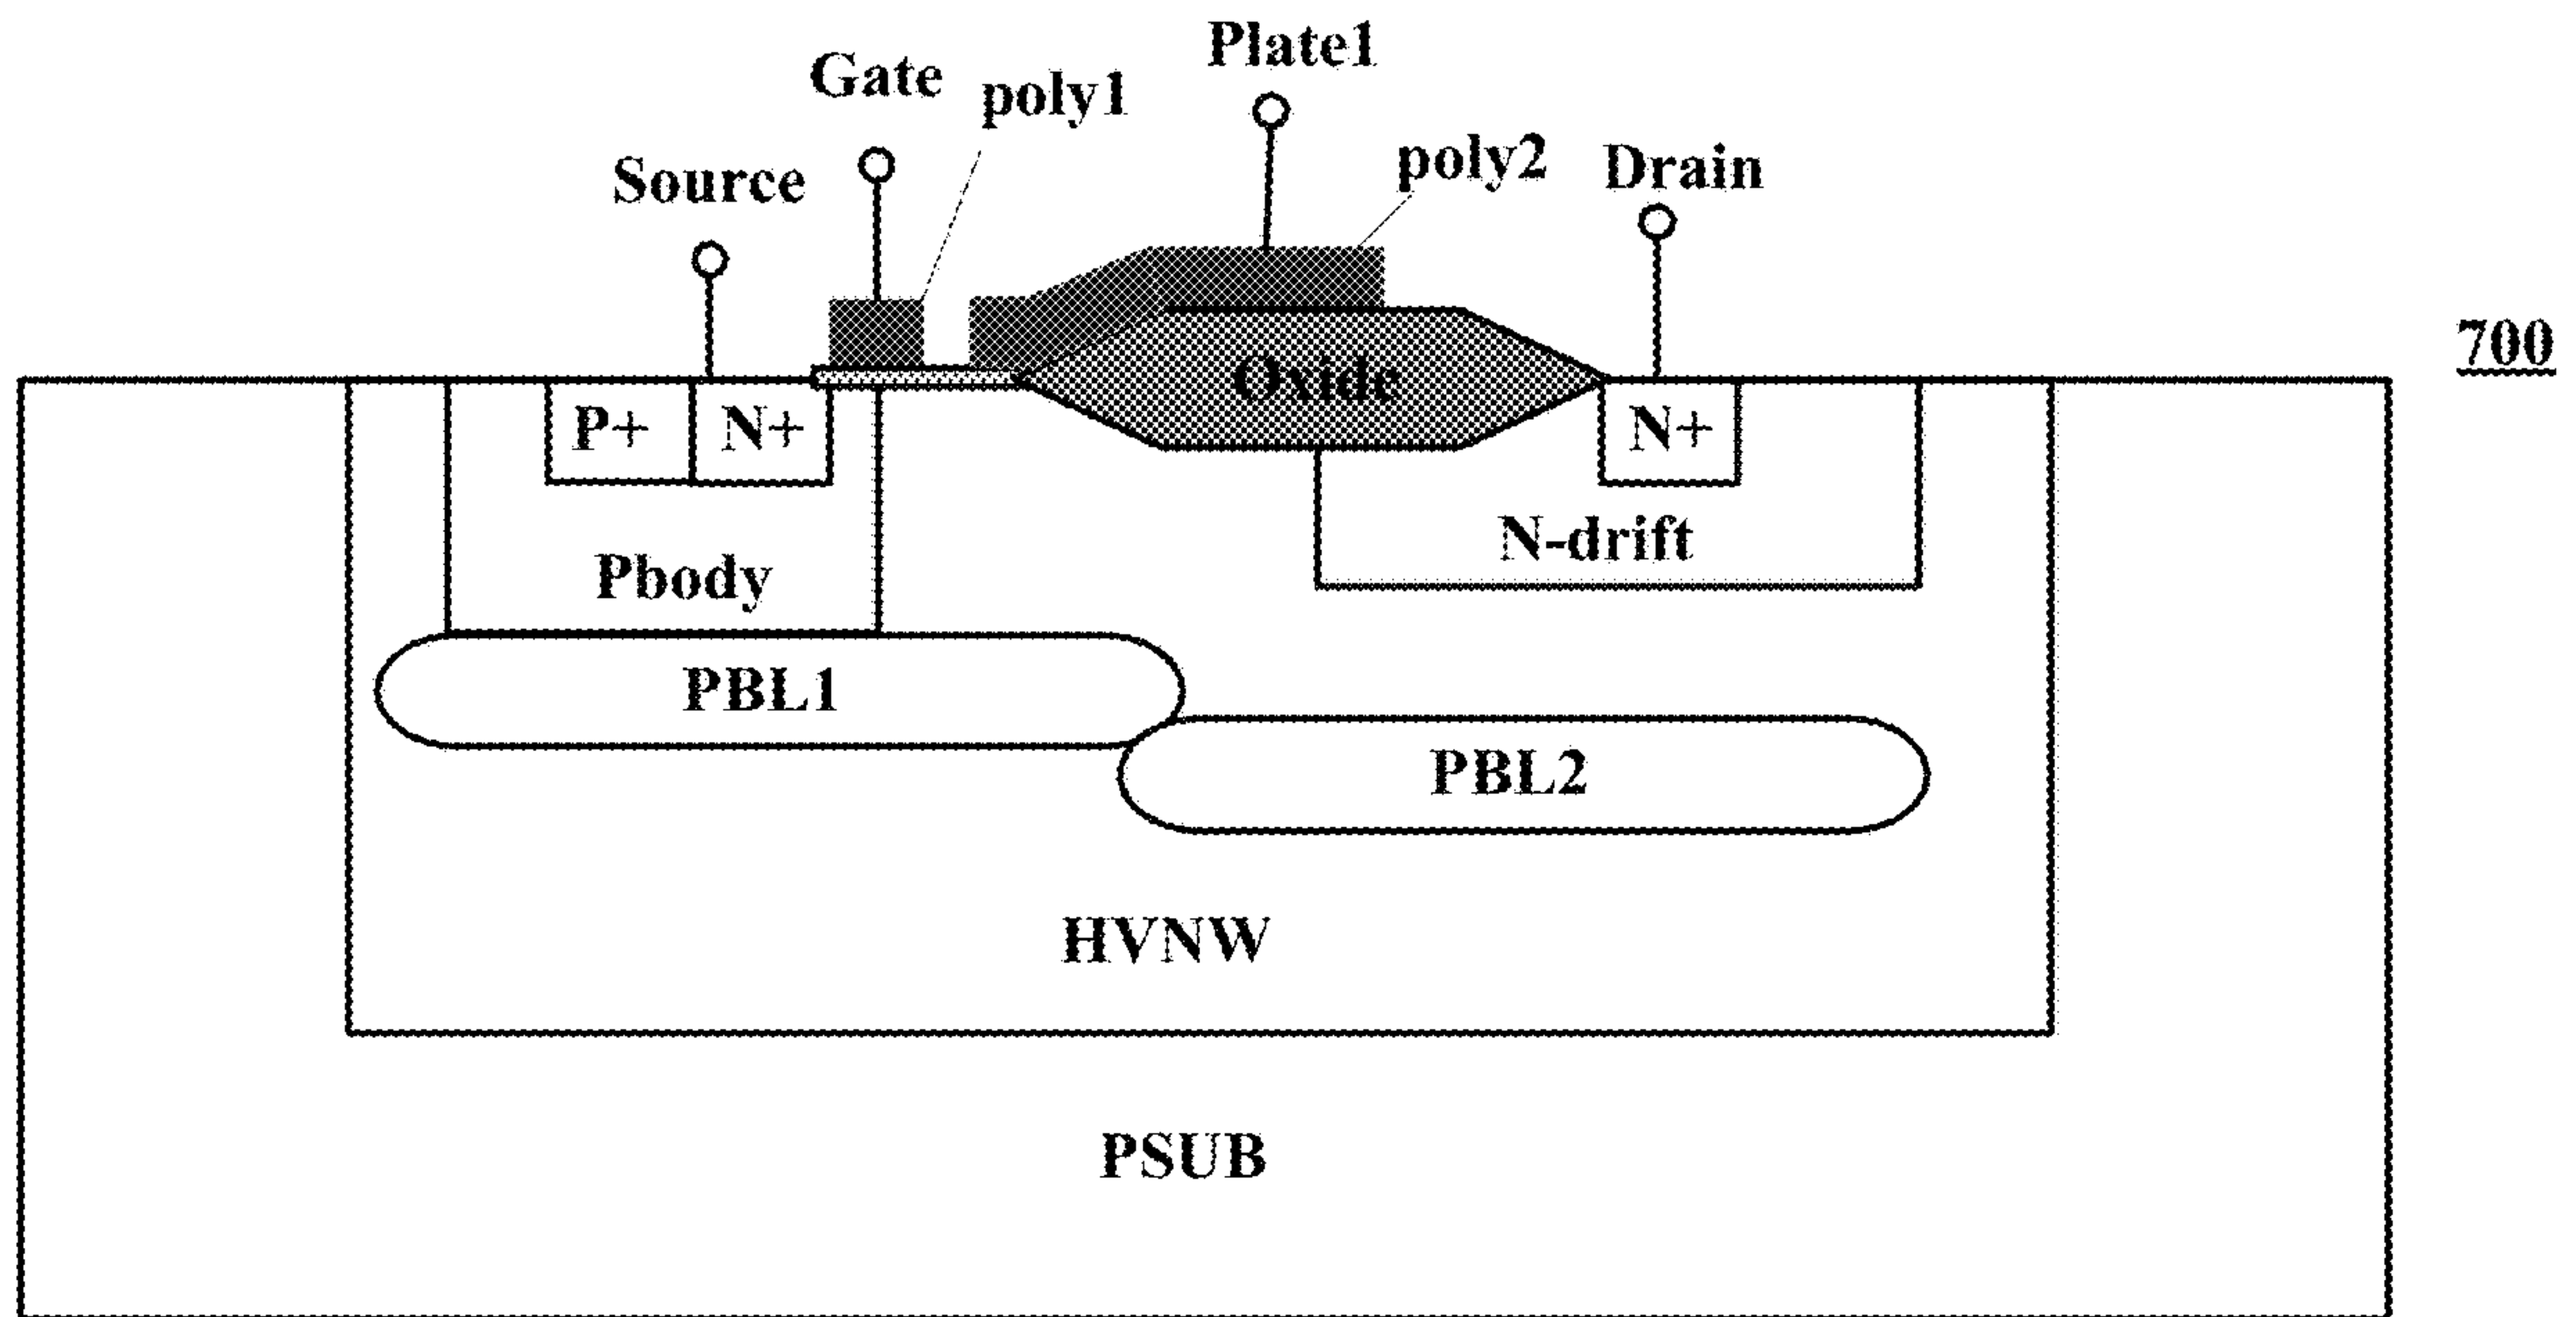 Plate1
Gate
poly1
poly2
Drain
Source
700
Oxide
P+
N+
N+
N-drift
Pbody
PBL1
PBL2
HVNW
PSUB